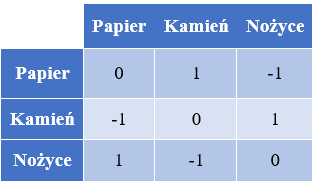 Papier Kamień Nożyce
Papier 0 1 -1
Kamień -1 0 1
Nożyce 1 -1 0